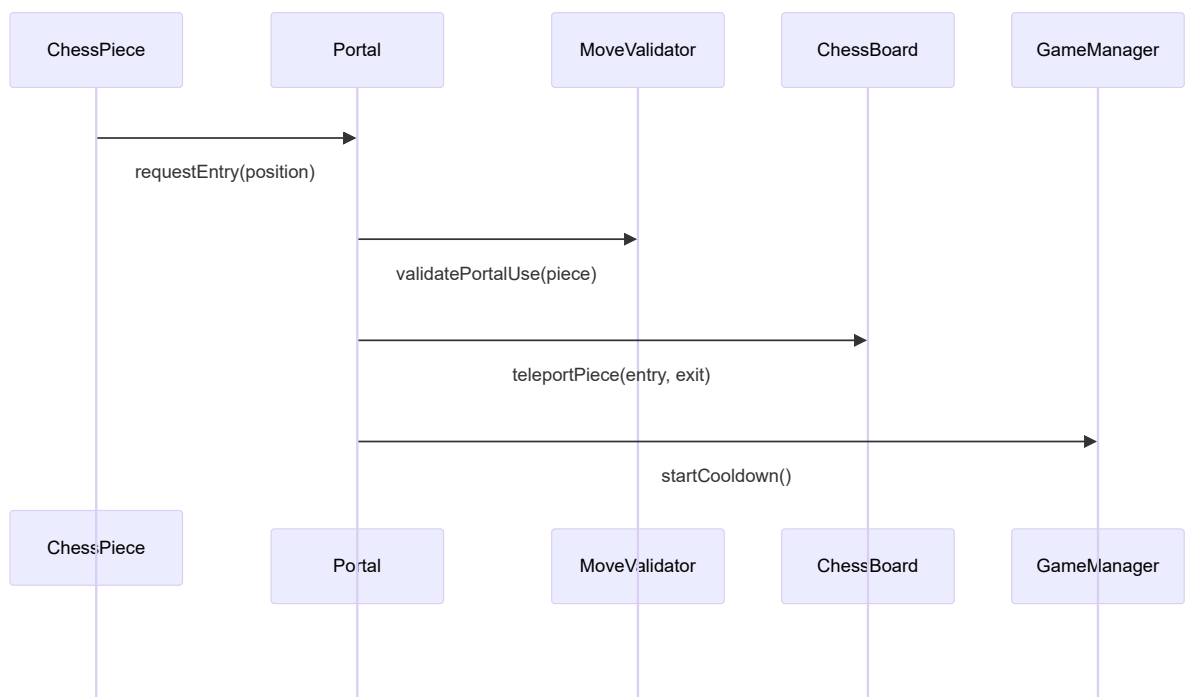 ChessPiece
Portal
MoveValidator
ChessBoard
GameManager
requestEntry(position)
validatePortalUse(piece)
teleportPiece(entry, exit)
startCooldown()
ChessPiece
Portal
MoveValidator
ChessBoard
GameManager